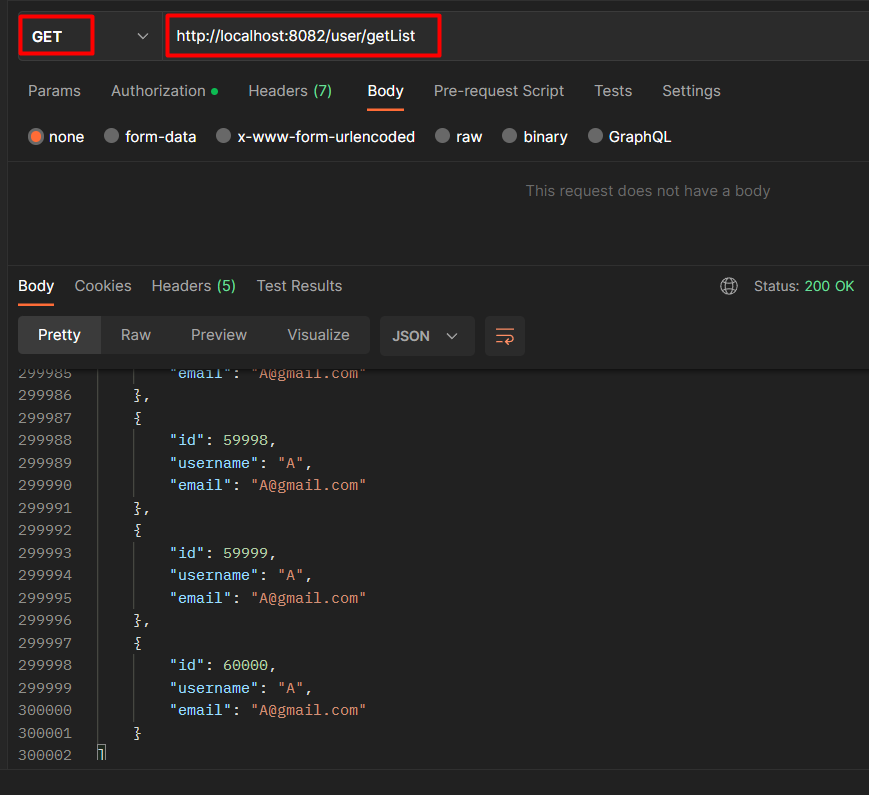 GET http://localhost:8082/user/getList
Params Authorization Headers (7) Body Pre-request Script Tests Settings
none form-data x-www-form-urlencoded raw binary GraphQL
This request does not have a body
Body Cookies Headers (5) Test Results Status: 200 OK
Pretty Raw Preview Visualize JSON
299985 "email": "A@gmail.com"
299986 },
299987 {
299988 "id": 59998,
299989 "username": "A",
299990 "email": "A@gmail.com"
299991 },
299992 {
299993 "id": 59999,
299994 "username": "A",
299995 "email": "A@gmail.com"
299996 },
299997 {
299998 "id": 60000,
299999 "username": "A",
300000 "email": "A@gmail.com"
300001 }
300002 ]